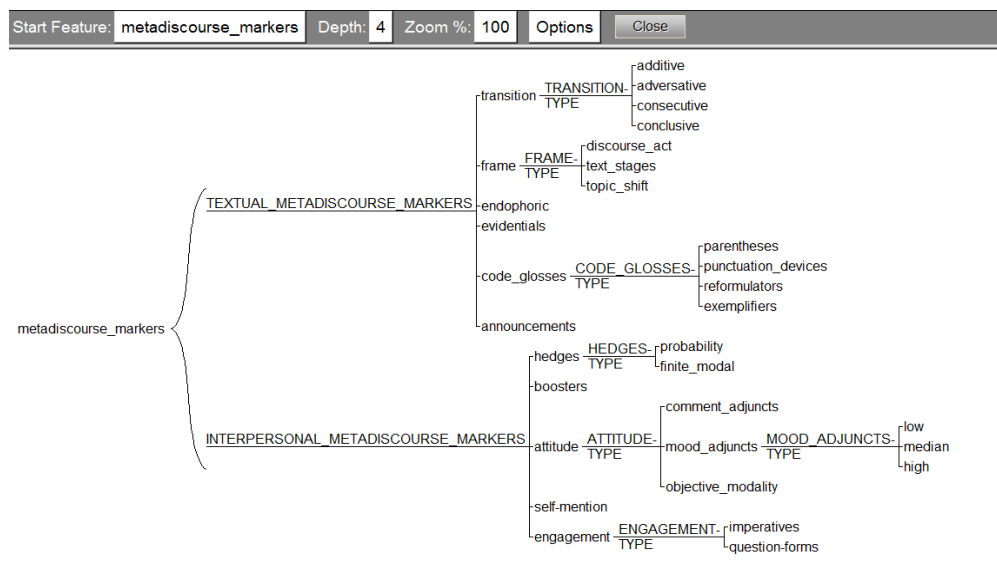 Start Feature: metadiscourse_markers Depth: 4 Zoom %: 100 Options Close
additive
transition TRANSITION-TYPE adversative
consecutive
conclusive
discourse_act
frame FRAME-TYPE text_stages
topic_shift
TEXTUAL_METADISCOURSE_MARKERS endophoric
evidentials
parentheses
code_glosses CODE_GLOSSES-TYPE punctuation_devices
reformulators
exemplifiers
announcements
metadiscourse_markers
hedges HEDGES-TYPE probability
finite_modal
boosters
comment_adjuncts
INTERPERSONAL_METADISCOURSE_MARKERS attitude ATTITUDE-TYPE mood_adjuncts MOOD_ADJUNCTS-TYPE low
median
high
objective_modality
self-mention
engagement ENGAGEMENT-TYPE imperatives
question-forms